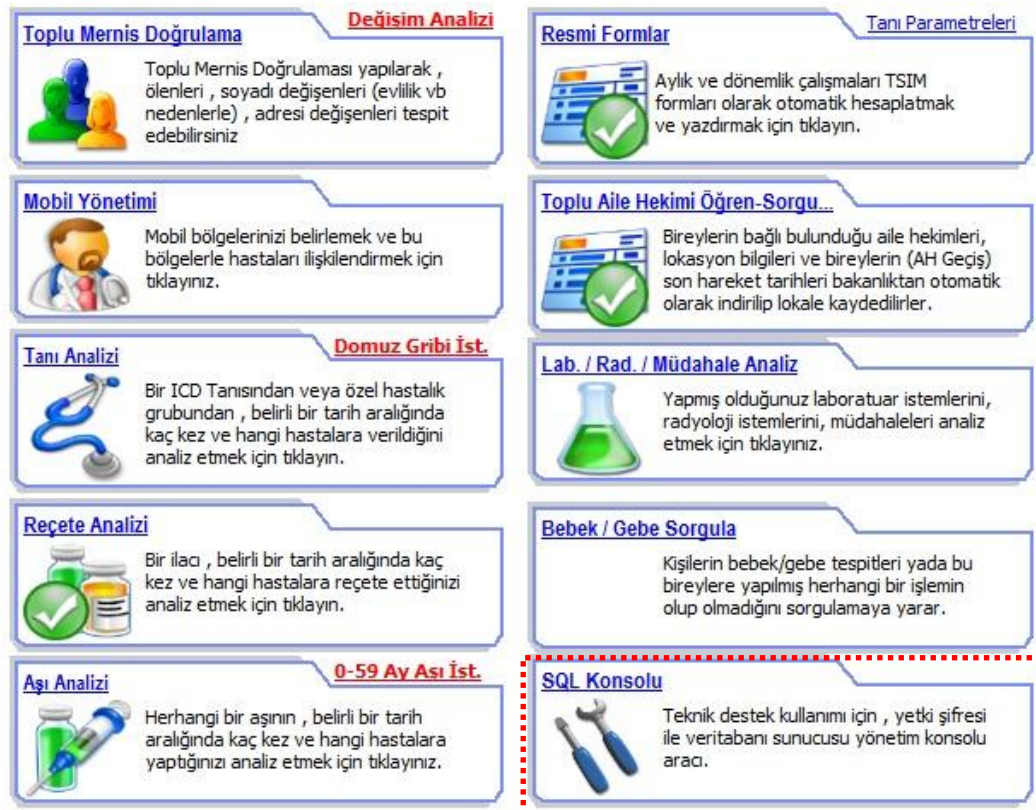 Toplu Mernis Doğrulama
Değişim Analizi
Toplu Mernis Doğrulaması yapılarak ,
ölenleri , soyadı değişenleri (evlilik vb
nedenlerle) , adresi değişenleri tespit
edebilirsiniz
Resmi Formlar
Tanı Parametreleri
Aylık ve dönemlik çalışmaları TSIM
formları olarak otomatik hesaplatmak
ve yazdırmak için tıklayın.
Mobil Yönetimi
Mobil bölgelerinizi belirlemek ve bu
bölgelerle hastaları ilişkilendirmek için
tıklayınız.
Toplu Aile Hekimi Öğren-Sorgu...
Bireylerin bağlı bulunduğu aile hekimleri,
lokasyon bilgileri ve bireylerin (AH Geçiş)
son hareket tarihleri bakanlıktan otomatik
olarak indirilip lokale kaydedilirler.
Tanı Analizi
Domuz Gribi İst.
Bir ICD Tanısından veya özel hastalık
grubundan , belirli bir tarih aralığında
kaç kez ve hangi hastalara verildiğini
analiz etmek için tıklayın.
Lab. / Rad. / Müdahale Analiz
Yapmış olduğunuz laboratuar istemlerini,
radyoloji istemlerini, müdahaleleri analiz
etmek için tıklayınız.
Reçete Analizi
Bir ilacı , belirli bir tarih aralığında kaç
kez ve hangi hastalara reçete ettiğinizi
analiz etmek için tıklayın.
Bebek / Gebe Sorgula
Kişilerin bebek/gebe tespitleri yada bu
bireylere yapılmış herhangi bir işlemin
olup olmadığını sorgulamaya yarar.
Aşı Analizi
0-59 Ay Aşı İst.
Herhangi bir aşının , belirli bir tarih
aralığında kaç kez ve hangi hastalara
yaptığınızı analiz etmek için tıklayınız.
SQL Konsolu
Teknik destek kullanımı için , yetki şifresi
ile veritabanı sunucusu yönetim konsolu
aracı.